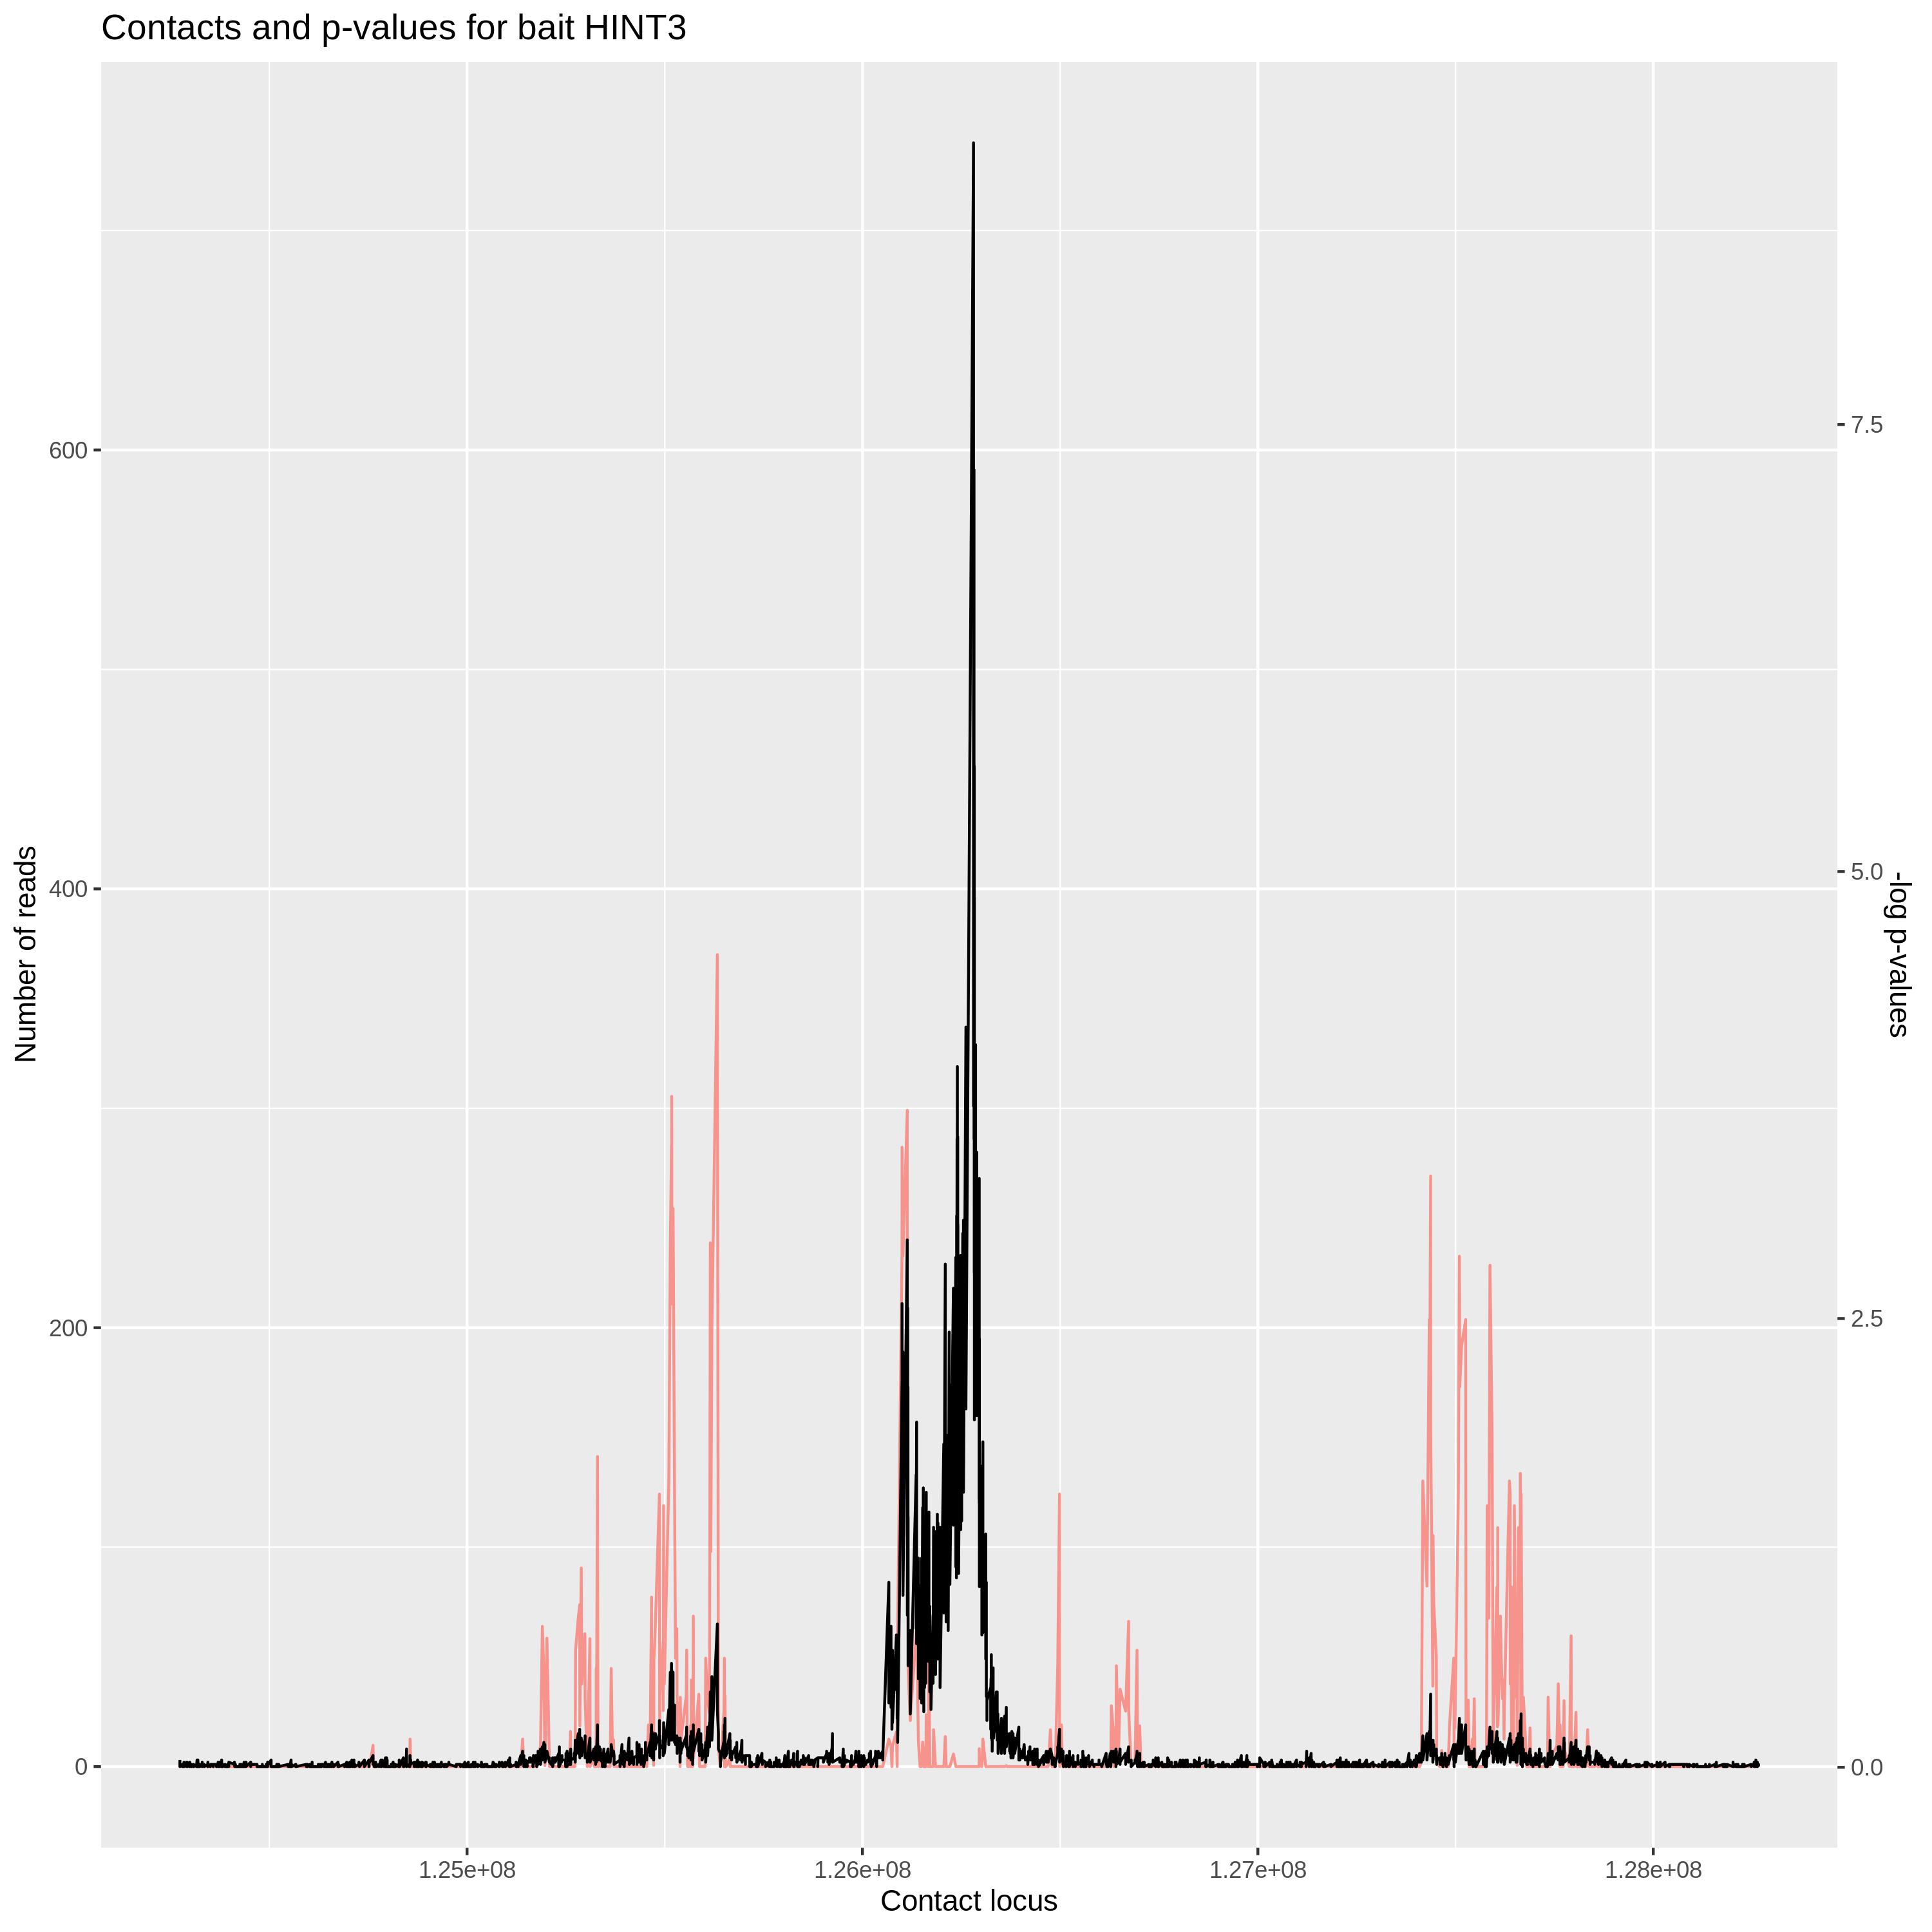 Contacts and p-values for bait HINT3
Number of reads
600
400
200
0
7.5
5.0
2.5
0.0
-log p-values
1.25e+08
1.26e+08
1.27e+08
1.28e+08
Contact locus